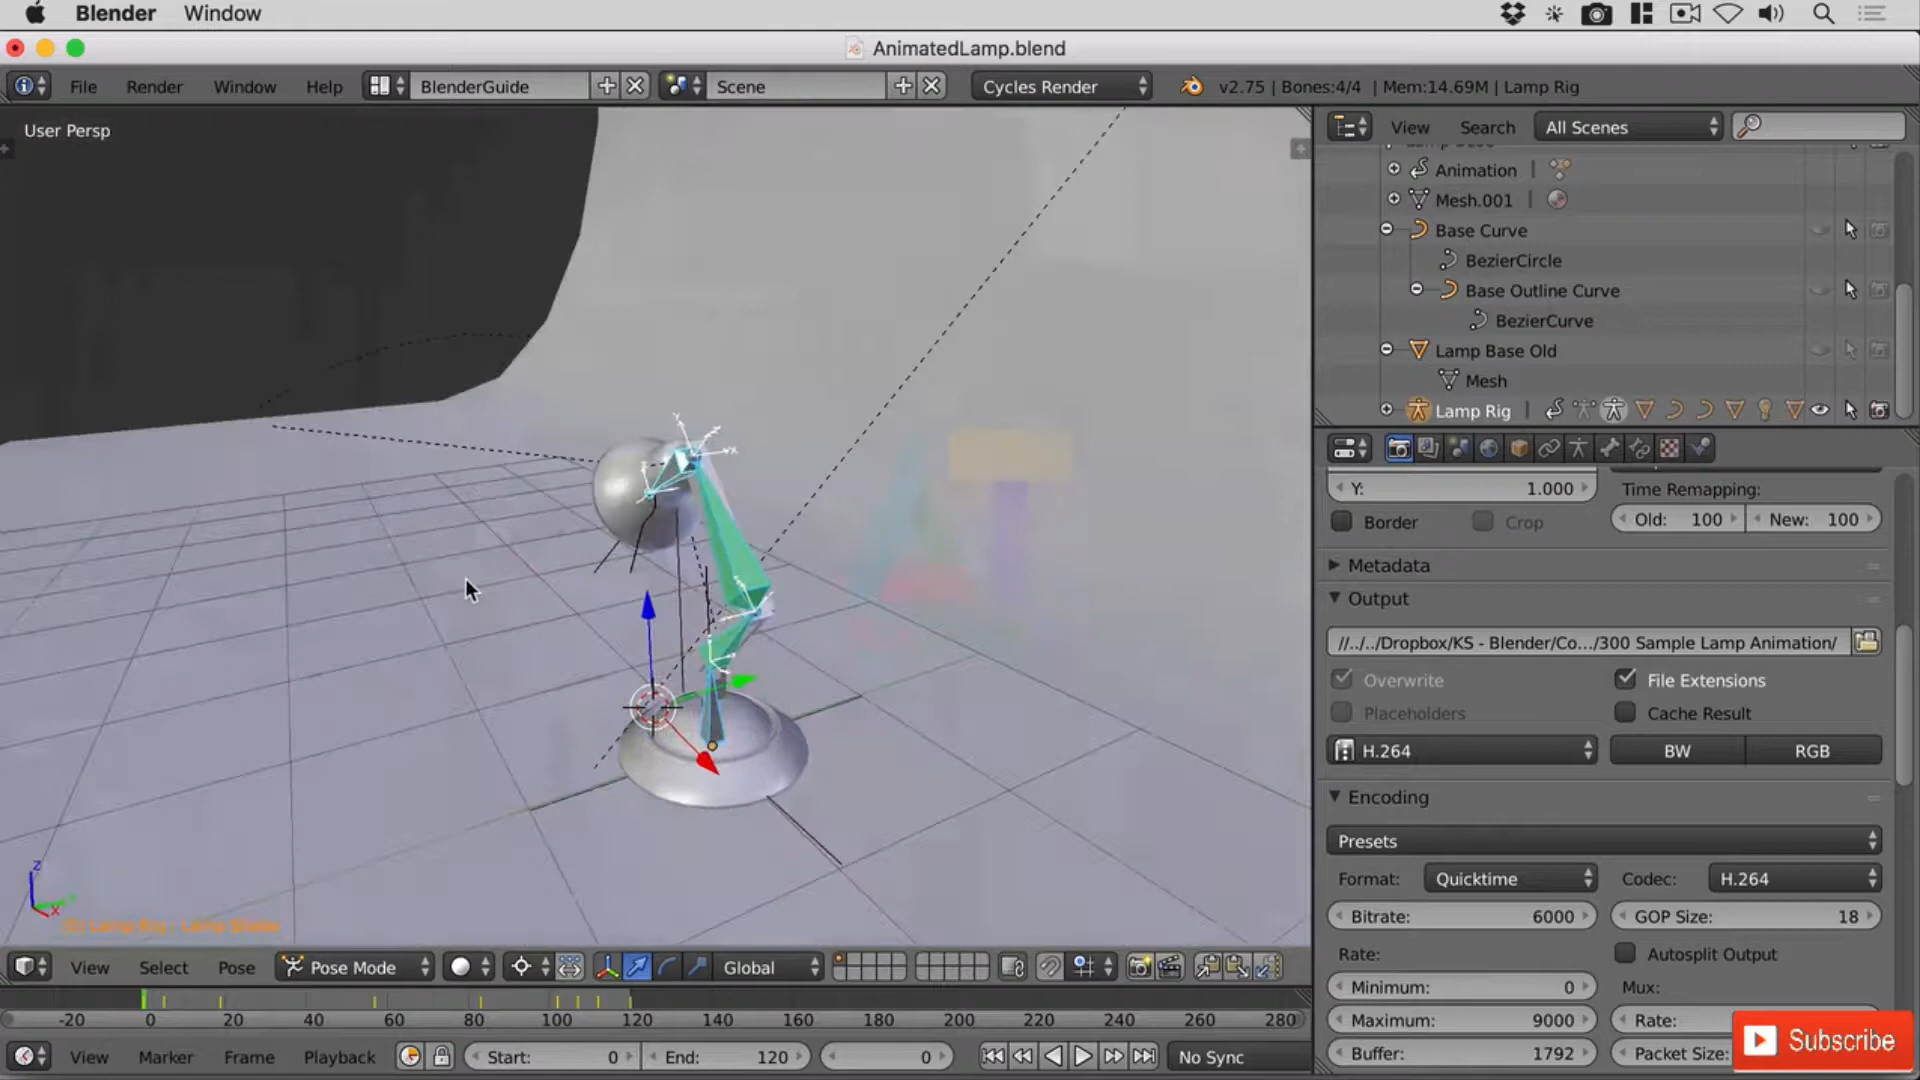 Blender Window
AnimatedLamp.blend
File Render Window Help BlenderGuide Scene Cycles Render v2.75 | Bones:4/4 | Mem:14.69M | Lamp Rig
User Persp
View Search All Scenes
Animation
Mesh.001
Base Curve
BezierCircle
Base Outline Curve
BezierCurve
Lamp Base Old
Mesh
Lamp Rig
Y: 1.000
Time Remapping:
Border Crop
Old: 100 New: 100
Metadata
Output
//../../Dropbox/KS - Blender/Co.../300 Sample Lamp Animation/
Overwrite File Extensions
Placeholders Cache Result
H.264 BW RGB
Encoding
Presets
Format: Quicktime Codec: H.264
Bitrate: 6000 GOP Size: 18
Rate: Autosplit Output
Minimum: 0 Mux:
Maximum: 9000 Rate:
Buffer: 1792 Packet Size:
Subscribe
Y
X
Z
X
View Select Pose Pose Mode Global
-20 0 20 40 60 80 100 120 140 160 180 200 220 240 260 280
View Marker Frame Playback Start: 0 End: 120 0 No Sync